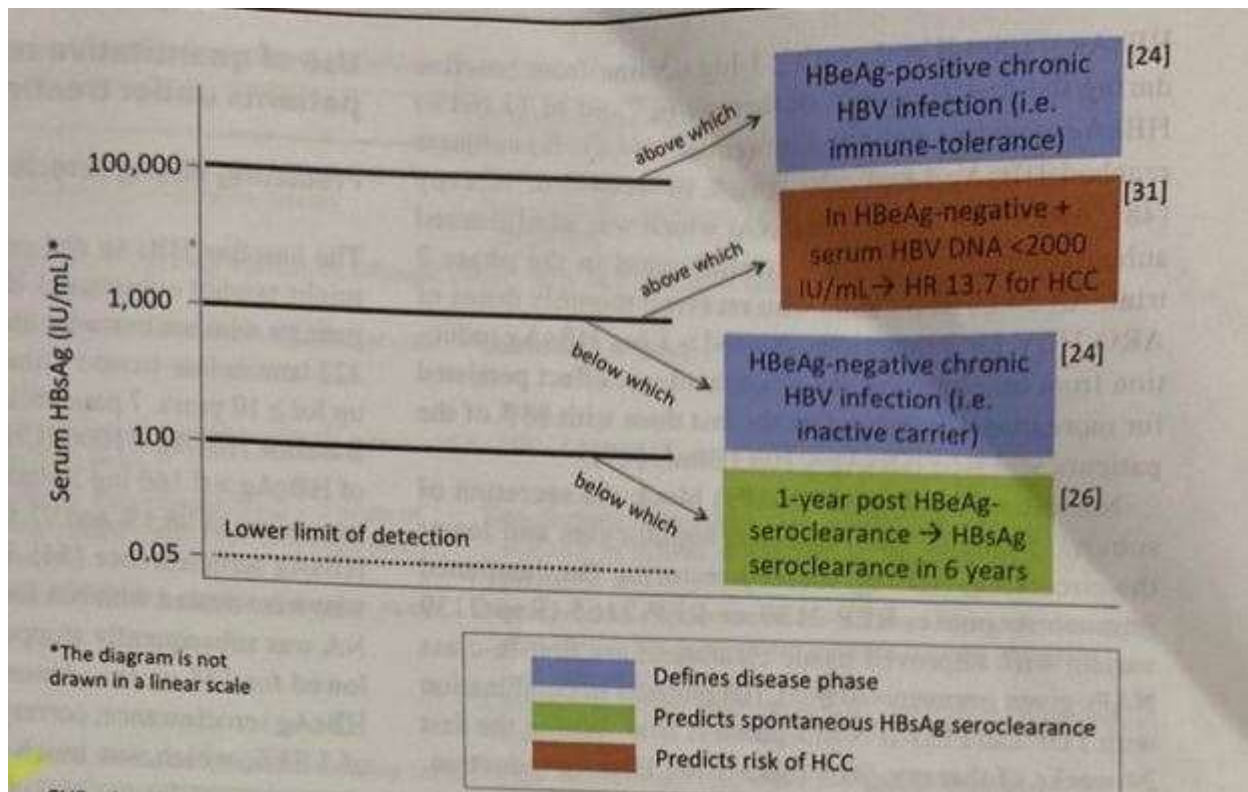 HBeAg-positive chronic
HBV infection (i.e.
immune-tolerance)
[24]
above which
100,000
In HBeAg-negative +
serum HBV DNA <2000
IU/mL→ HR 13.7 for HCC
[31]
above which
1,000
below which
HBeAg-negative chronic
HBV infection (i.e.
inactive carrier)
[24]
100
below which
1-year post HBeAg-
seroclearance → HBsAg
seroclearance in 6 years
[26]
Lower limit of detection
0.05
Serum HBsAg (IU/mL)*
*The diagram is not
drawn in a linear scale
Defines disease phase
Predicts spontaneous HBsAg seroclearance
Predicts risk of HCC